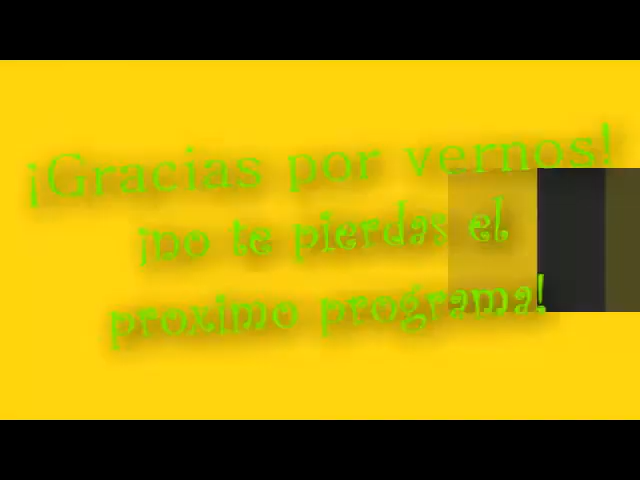 ¡Gracias por vernos!
¡no te pierdas el
proximo programa!